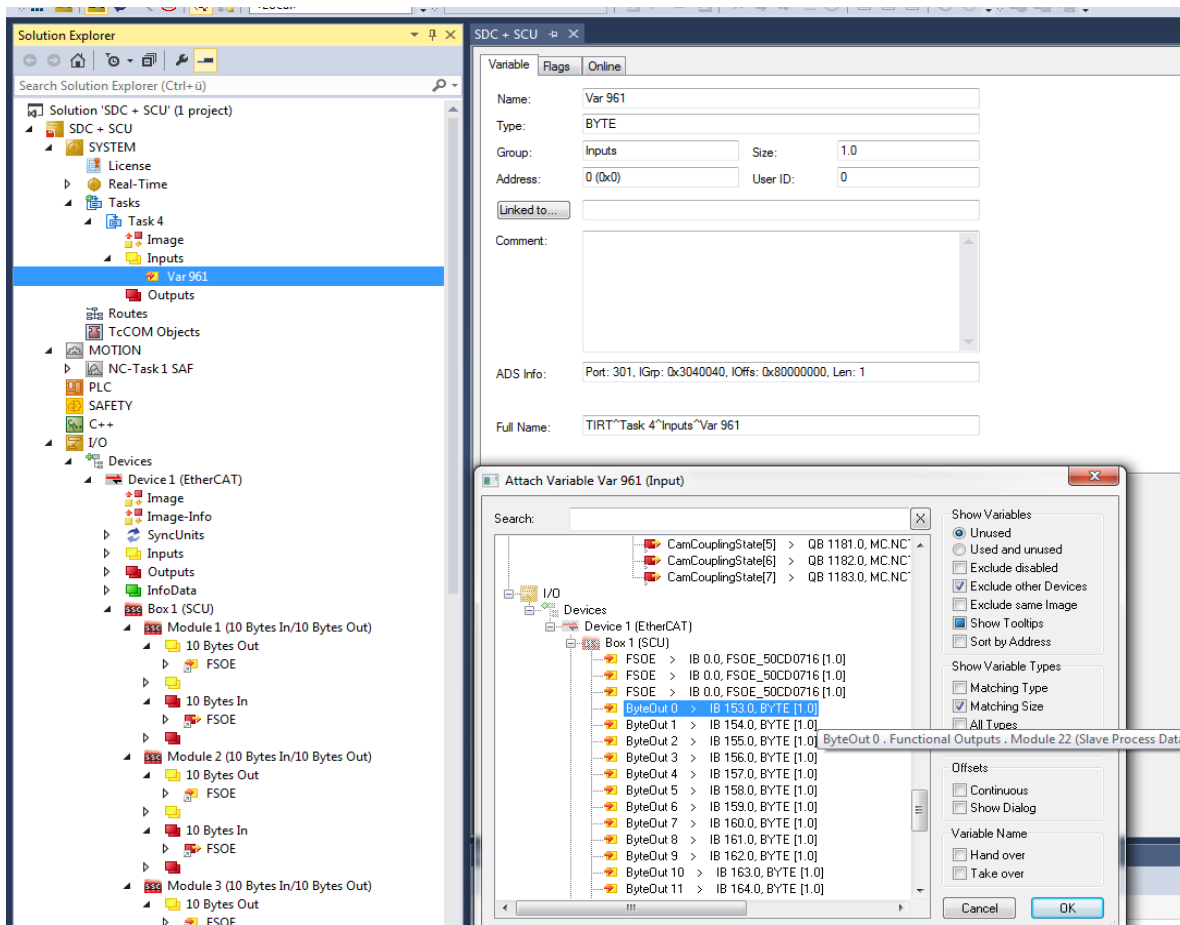 Solution Explorer
Search Solution Explorer (Ctrl+ü)
Solution 'SDC + SCU' (1 project)
SDC + SCU
SYSTEM
License
Real-Time
Tasks
Task 4
Image
Inputs
Var 961
Outputs
Routes
TcCOM Objects
MOTION
NC-Task 1 SAF
PLC
SAFETY
C++
I/O
Devices
Device 1 (EtherCAT)
Image
Image-Info
SyncUnits
Inputs
Outputs
InfoData
Box 1 (SCU)
Module 1 (10 Bytes In/10 Bytes Out)
10 Bytes Out
FSOE
10 Bytes In
FSOE
Module 2 (10 Bytes In/10 Bytes Out)
10 Bytes Out
FSOE
10 Bytes In
FSOE
Module 3 (10 Bytes In/10 Bytes Out)
10 Bytes Out
FSOE
SDC + SCU
Variable Flags Online
Name: Var 961
Type: BYTE
Group: Inputs Size: 1.0
Address: 0 (0x0) User ID: 0
Linked to...
Comment:
ADS Info: Port: 301, IGrp: 0x3040040, IOffs: 0x80000000, Len: 1
Full Name: TIRT^Task 4^Inputs^Var 961
Attach Variable Var 961 (Input)
Search:
CamCouplingState[5] > QB 1181.0, MC.NC
CamCouplingState[6] > QB 1182.0, MC.NC
CamCouplingState[7] > QB 1183.0, MC.NC
I/O
Devices
Device 1 (EtherCAT)
Box 1 (SCU)
FSOE > IB 0.0, FSOE_50CD0716 [1.0]
FSOE > IB 0.0, FSOE_50CD0716 [1.0]
FSOE > IB 0.0, FSOE_50CD0716 [1.0]
ByteOut 0 > IB 153.0, BYTE [1.0]
ByteOut 1 > IB 154.0, BYTE [1.0]
ByteOut 2 > IB 155.0, BYTE [1.0]
ByteOut 3 > IB 156.0, BYTE [1.0]
ByteOut 4 > IB 157.0, BYTE [1.0]
ByteOut 5 > IB 158.0, BYTE [1.0]
ByteOut 6 > IB 159.0, BYTE [1.0]
ByteOut 7 > IB 160.0, BYTE [1.0]
ByteOut 8 > IB 161.0, BYTE [1.0]
ByteOut 9 > IB 162.0, BYTE [1.0]
ByteOut 10 > IB 163.0, BYTE [1.0]
ByteOut 11 > IB 164.0, BYTE [1.0]
ByteOut 0 . Functional Outputs . Module 22 (Slave Process Data
Show Variables
Unused
Used and unused
Exclude disabled
Exclude other Devices
Exclude same Image
Show Tooltips
Sort by Address
Show Variable Types
Matching Type
Matching Size
All Types
Offsets
Continuous
Show Dialog
Variable Name
Hand over
Take over
Cancel OK